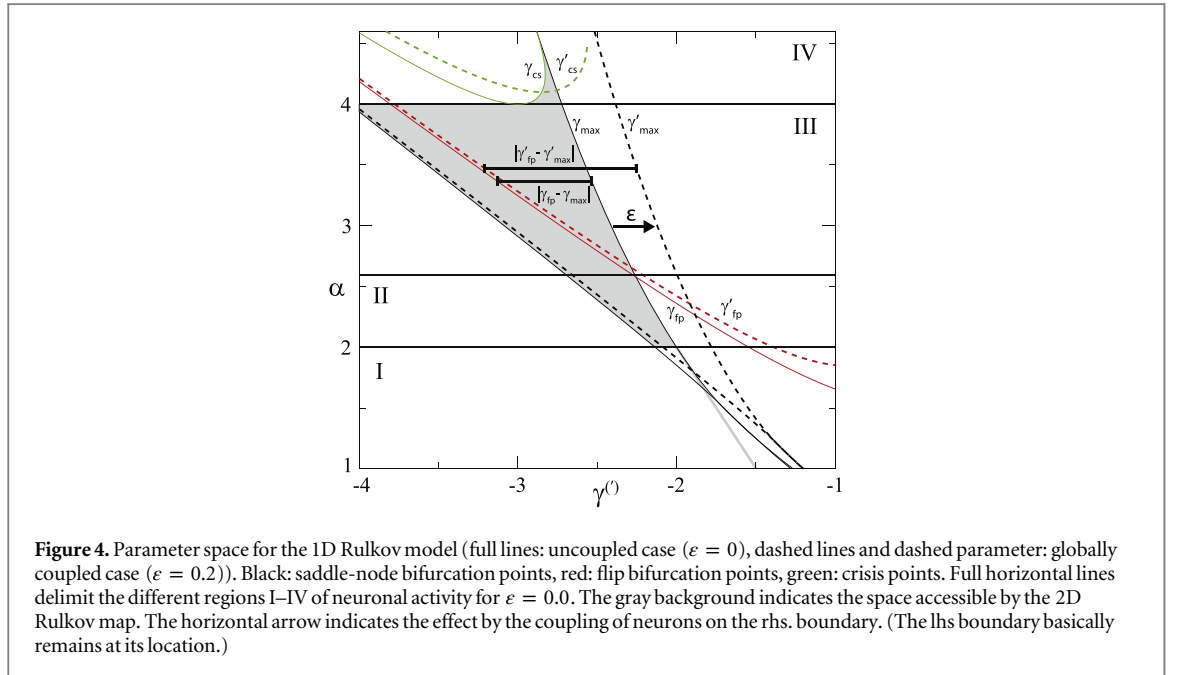 IV
γcs
γ′cs
4
III
γmax
γ′max
|γ′fp- γ′max|
|γfp- γmax|
3
ε
α
II
γfp
γ′fp
2
I
1
-4
-3
γ(′)
-2
-1
Figure 4. Parameter space for the 1D Rulkov model (full lines: uncoupled case (ε = 0), dashed lines and dashed parameter: globally
coupled case (ε = 0.2)). Black: saddle-node bifurcation points, red: flip bifurcation points, green: crisis points. Full horizontal lines
delimit the different regions I–IV of neuronal activity for ε = 0.0. The gray background indicates the space accessible by the 2D
Rulkov map. The horizontal arrow indicates the effect by the coupling of neurons on the rhs. boundary. (The lhs boundary basically
remains at its location.)